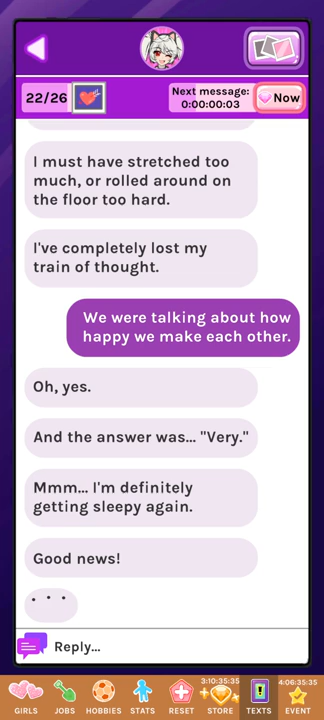 22/26
Next message:
0:00:00:03
Now
I must have stretched too
much, or rolled around on
the floor too hard.
I've completely lost my
train of thought.
We were talking about how
happy we make each other.
Oh, yes.
And the answer was... "Very."
Mmm... I'm definitely
getting sleepy again.
Good news!
. . .
Reply...
GIRLS
JOBS
HOBBIES
STATS
RESET
3:10:35:35
STORE
TEXTS
4:06:35:35
EVENT